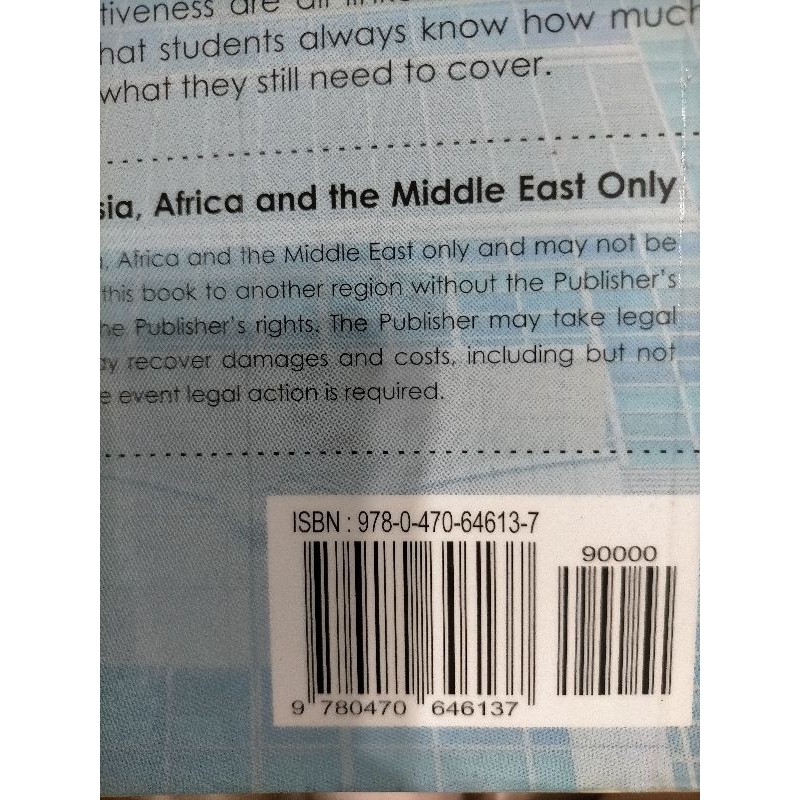 tiveness are all
hat students always know how much
what they still need to cover.
sia, Africa and the Middle East Only
, Africa and the Middle East only and may not be
this book to another region without the Publisher's
he Publisher's rights. The Publisher may take legal
ay recover damages and costs, including but not
e event legal action is required.
ISBN : 978-0-470-64613-7
90000
9 780470 646137